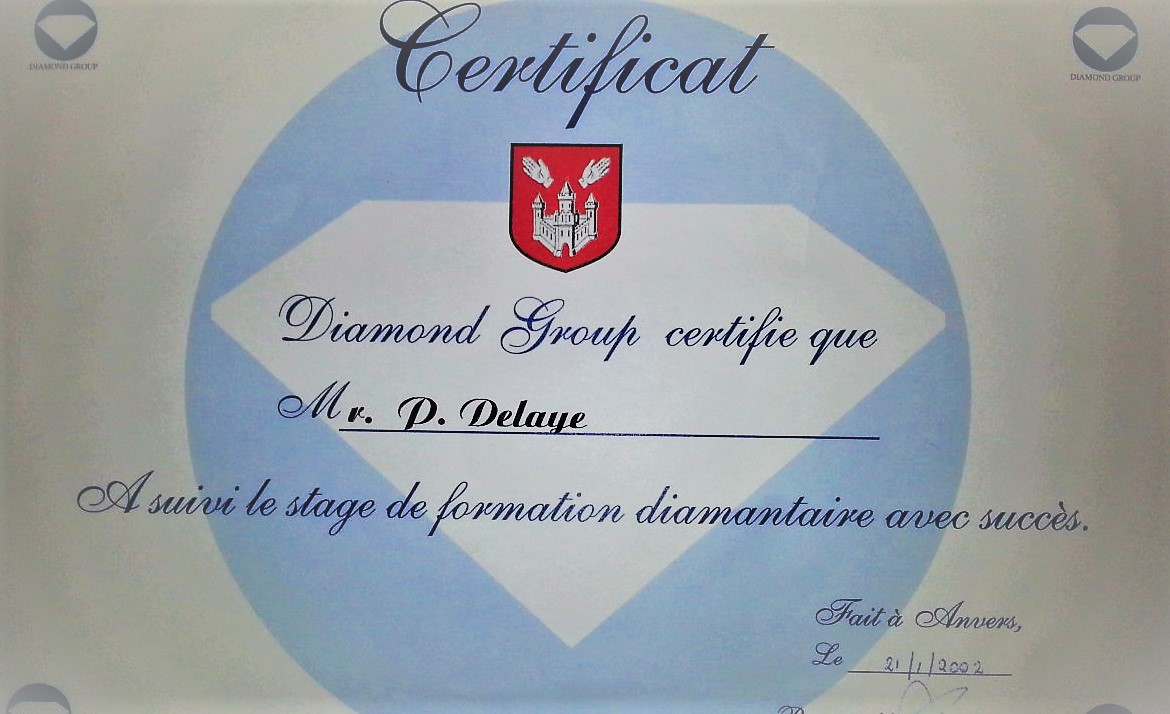 Certificat
DIAMOND GROUP
DIAMOND GROUP
Diamond Group certifie que
Mr. P. Delaye
A suivi le stage de formation diamantaire avec succès.
Fait à Anvers,
Le 21/1/2002